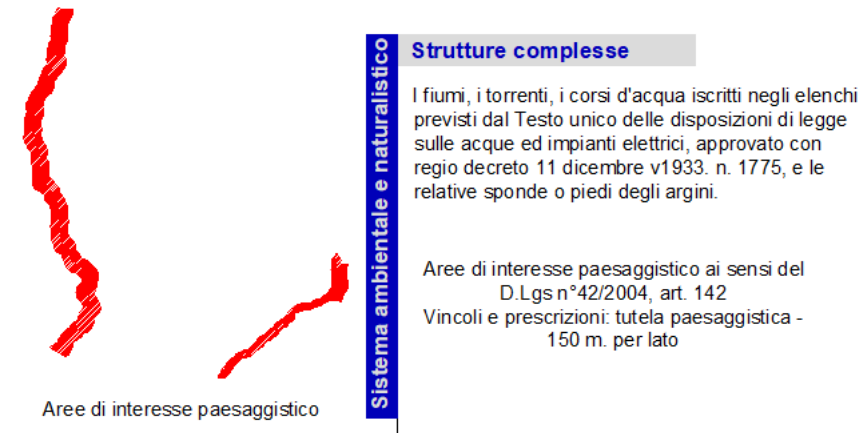 Aree di interesse paesaggistico
Sistema ambientale e naturalistico
Strutture complesse
I fiumi, i torrenti, i corsi d'acqua iscritti negli elenchi
previsti dal Testo unico delle disposizioni di legge
sulle acque ed impianti elettrici, approvato con
regio decreto 11 dicembre v1933. n. 1775, e le
relative sponde o piedi degli argini.
Aree di interesse paesaggistico ai sensi del
D.Lgs n°42/2004, art. 142
Vincoli e prescrizioni: tutela paesaggistica -
150 m. per lato